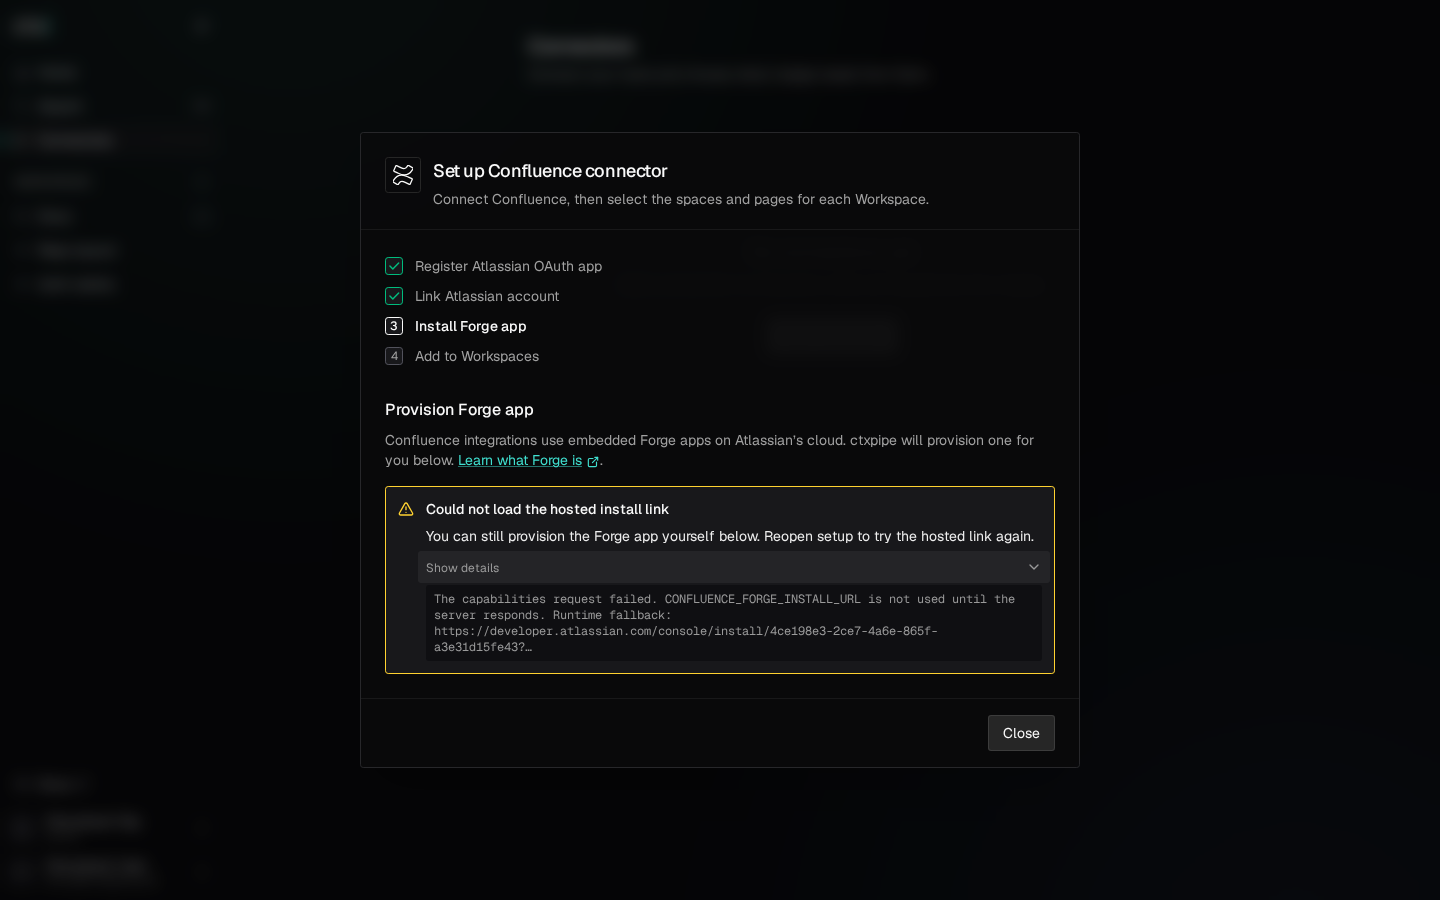 Set up Confluence connector
Connect Confluence, then select the spaces and pages for each Workspace.
Register Atlassian OAuth app
Link Atlassian account
3 Install Forge app
4 Add to Workspaces
Provision Forge app
Confluence integrations use embedded Forge apps on Atlassian's cloud. ctxpipe will provision one for
you below. Learn what Forge is.
Could not load the hosted install link
You can still provision the Forge app yourself below. Reopen setup to try the hosted link again.
Show details
The capabilities request failed. CONFLUENCE_FORGE_INSTALL_URL is not used until the
server responds. Runtime fallback:
https://developer.atlassian.com/console/install/4ce198e3-2ce7-4a6e-865f-
a3e31d15fe43?…
Close